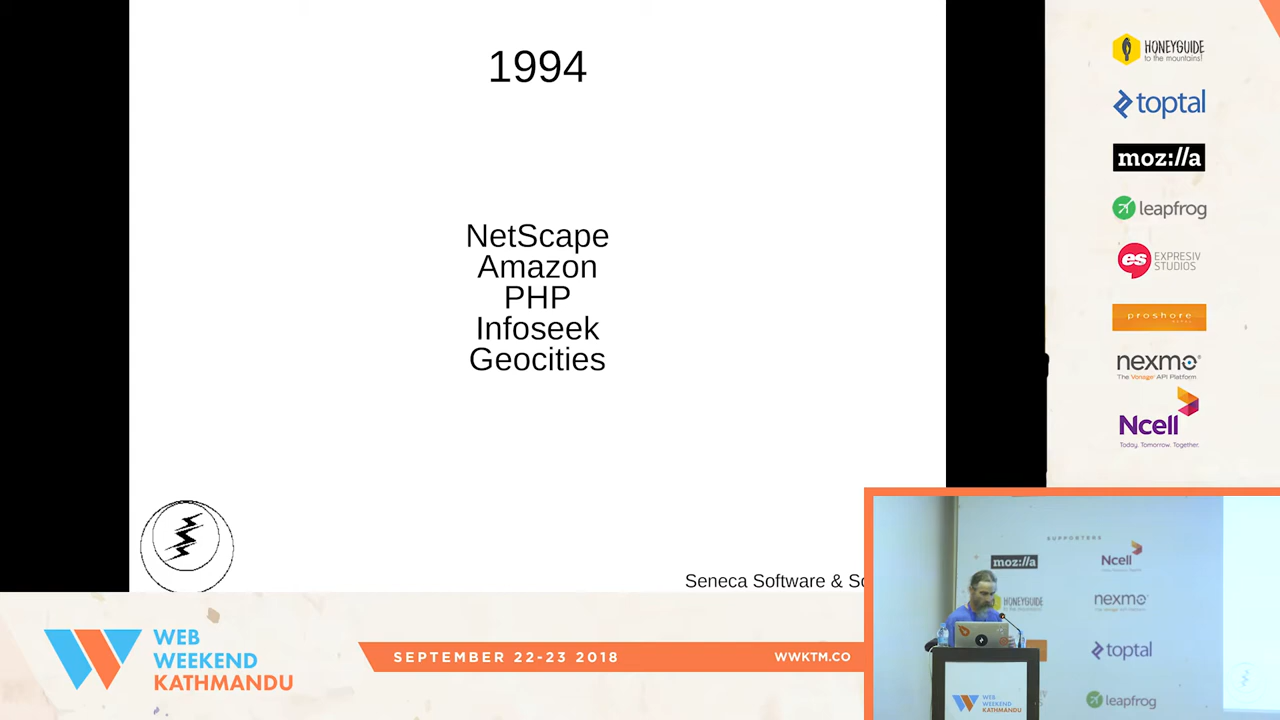 1994
NetScape
Amazon
PHP
Infoseek
Geocities
Seneca Software &
HONEYGUIDE
to the mountains!
toptal
moz://a
leapfrog
es EXPRESIV
STUDIOS
proshore
nexmo
The Vonage API Platform
Ncell
Today. Tomorrow. Together.
SUPPORTERS
moz://a
Ncell
HONEYGUIDE
nexmo
toptal
leapfrog
WEB
WEEKEND
KATHMANDU
WEB
WEEKEND
KATHMANDU
SEPTEMBER 22-23 2018
WWKTM.CO